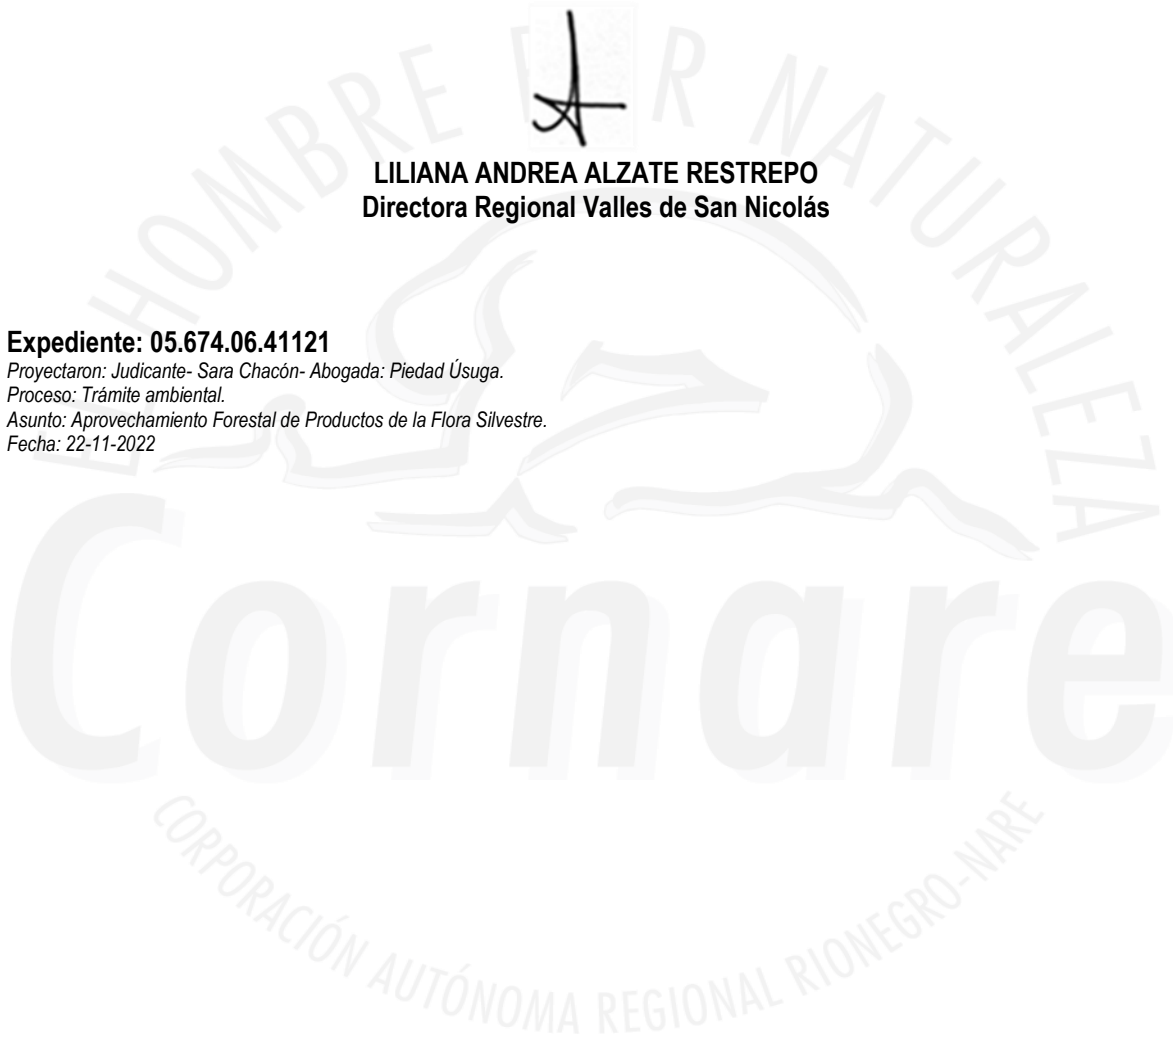 LILIANA ANDREA ALZATE RESTREPO
Directora Regional Valles de San Nicolás
Expediente: 05.674.06.41121
Proyectaron: Judicante- Sara Chacón- Abogada: Piedad Úsuga.
Proceso: Trámite ambiental.
Asunto: Aprovechamiento Forestal de Productos de la Flora Silvestre.
Fecha: 22-11-2022
HOMBRE POR NATURALEZA
Cornare
CORPORACIÓN AUTÓNOMA REGIONAL RIONEGRO-NARE